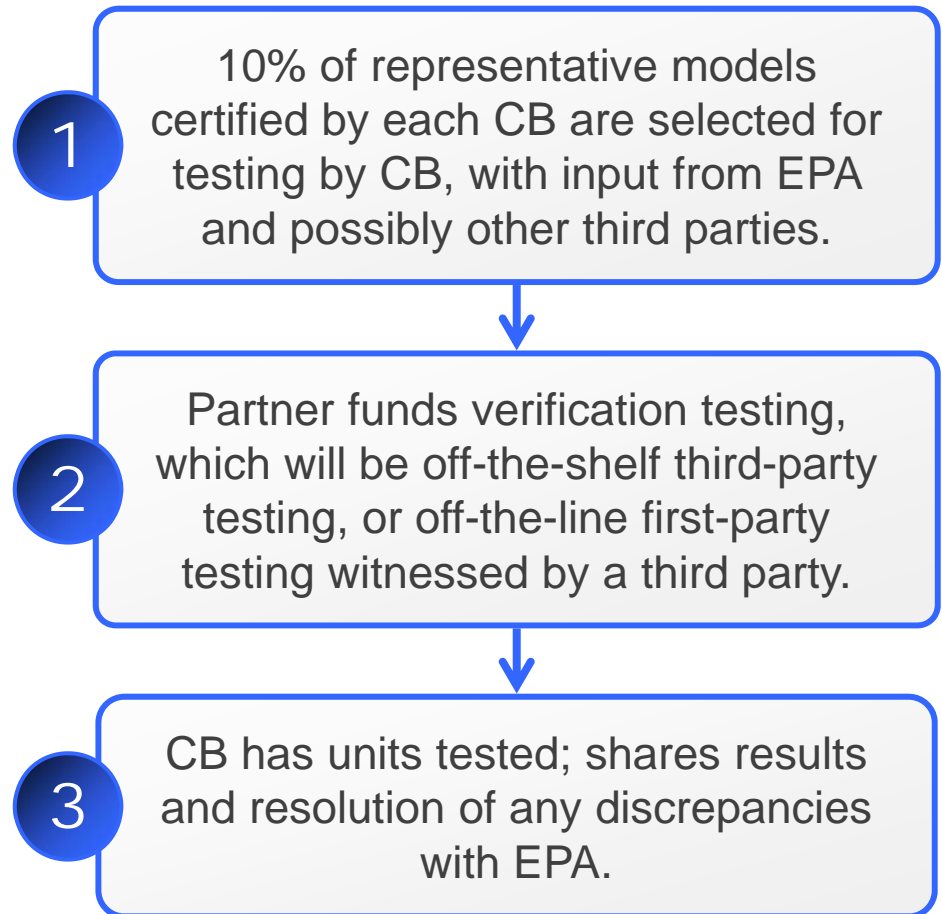 1
10% of representative models
certified by each CB are selected for
testing by CB, with input from EPA
and possibly other third parties.
2
Partner funds verification testing,
which will be off-the-shelf third-party
testing, or off-the-line first-party
testing witnessed by a third party.
3
CB has units tested; shares results
and resolution of any discrepancies
with EPA.